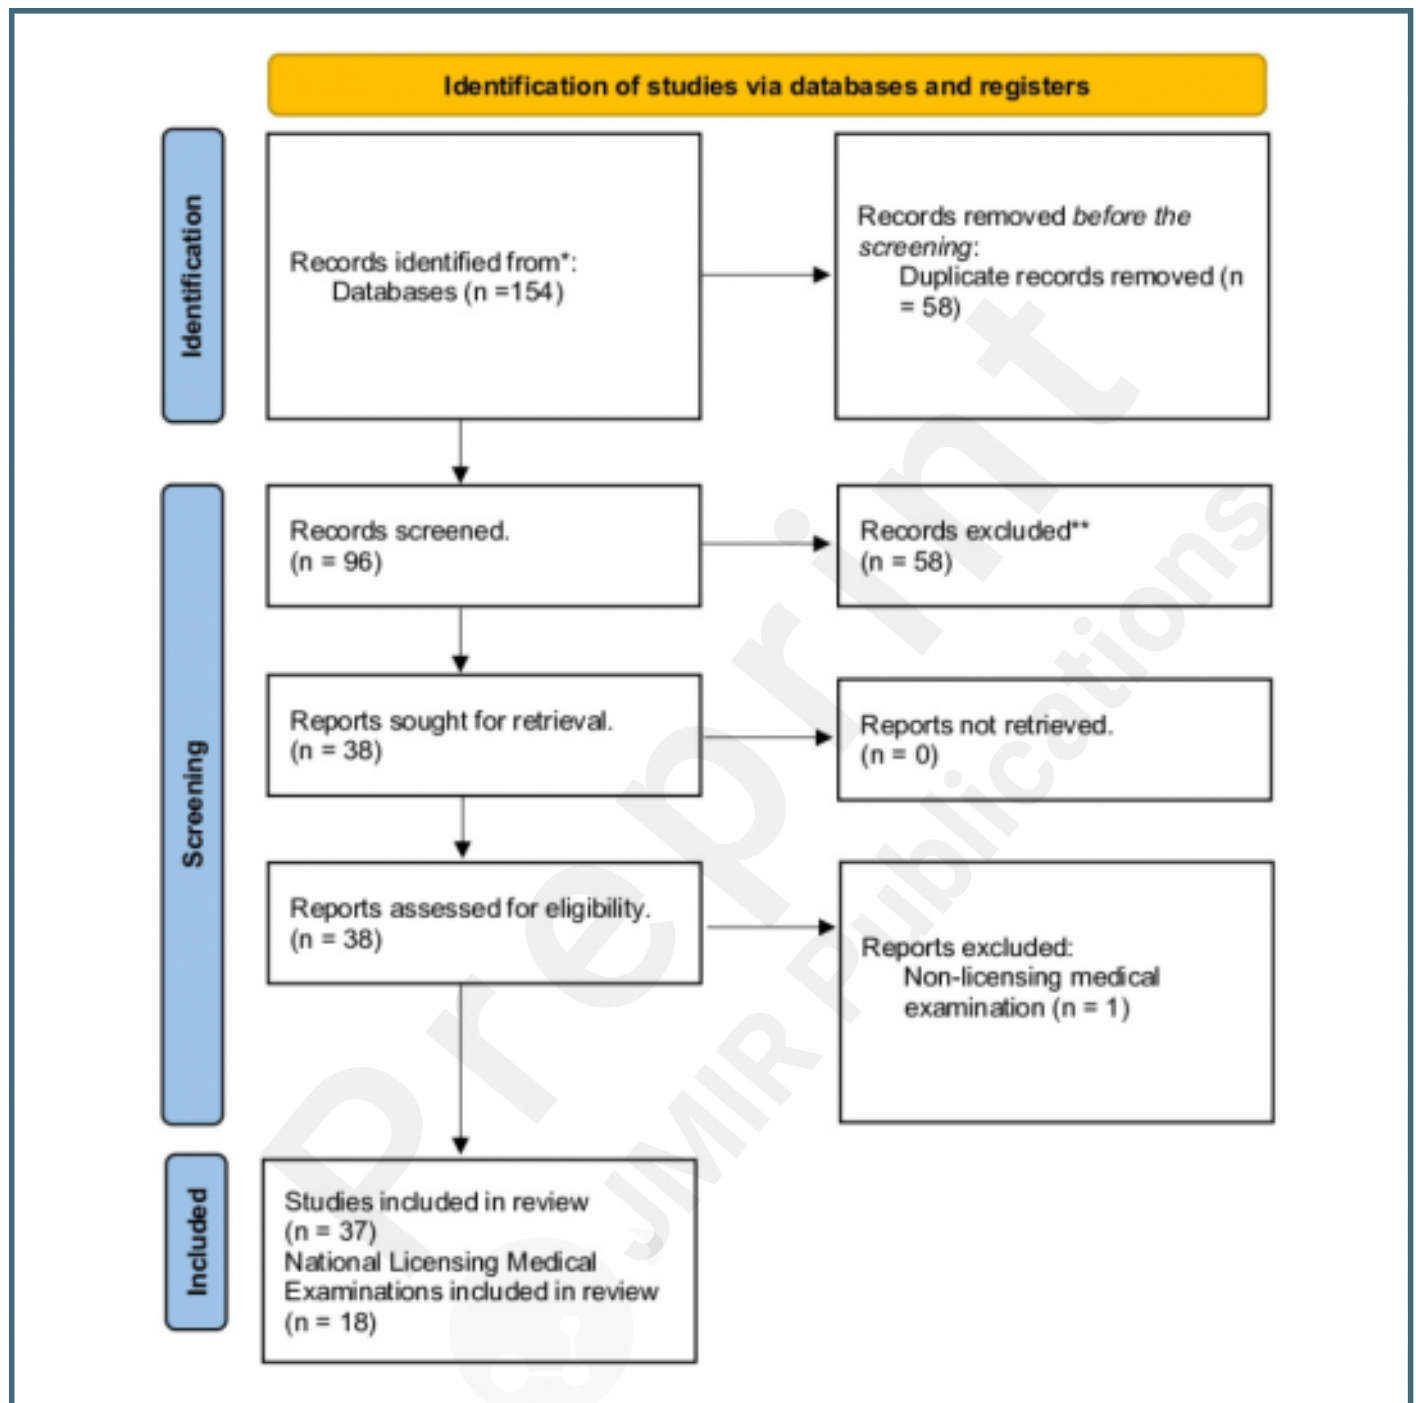 Identification of studies via databases and registers
Identification
Records identified from*:
Databases (n =154)
Records removed before the
screening:
Duplicate records removed (n
= 58)
Screening
Records screened.
(n = 96)
Records excluded**
(n = 58)
Reports sought for retrieval.
(n = 38)
Reports not retrieved.
(n = 0)
Reports assessed for eligibility.
(n = 38)
Reports excluded:
Non-licensing medical
examination (n = 1)
Included
Studies included in review
(n = 37)
National Licensing Medical
Examinations included in review
(n = 18)
Preprint
JMIR Publications